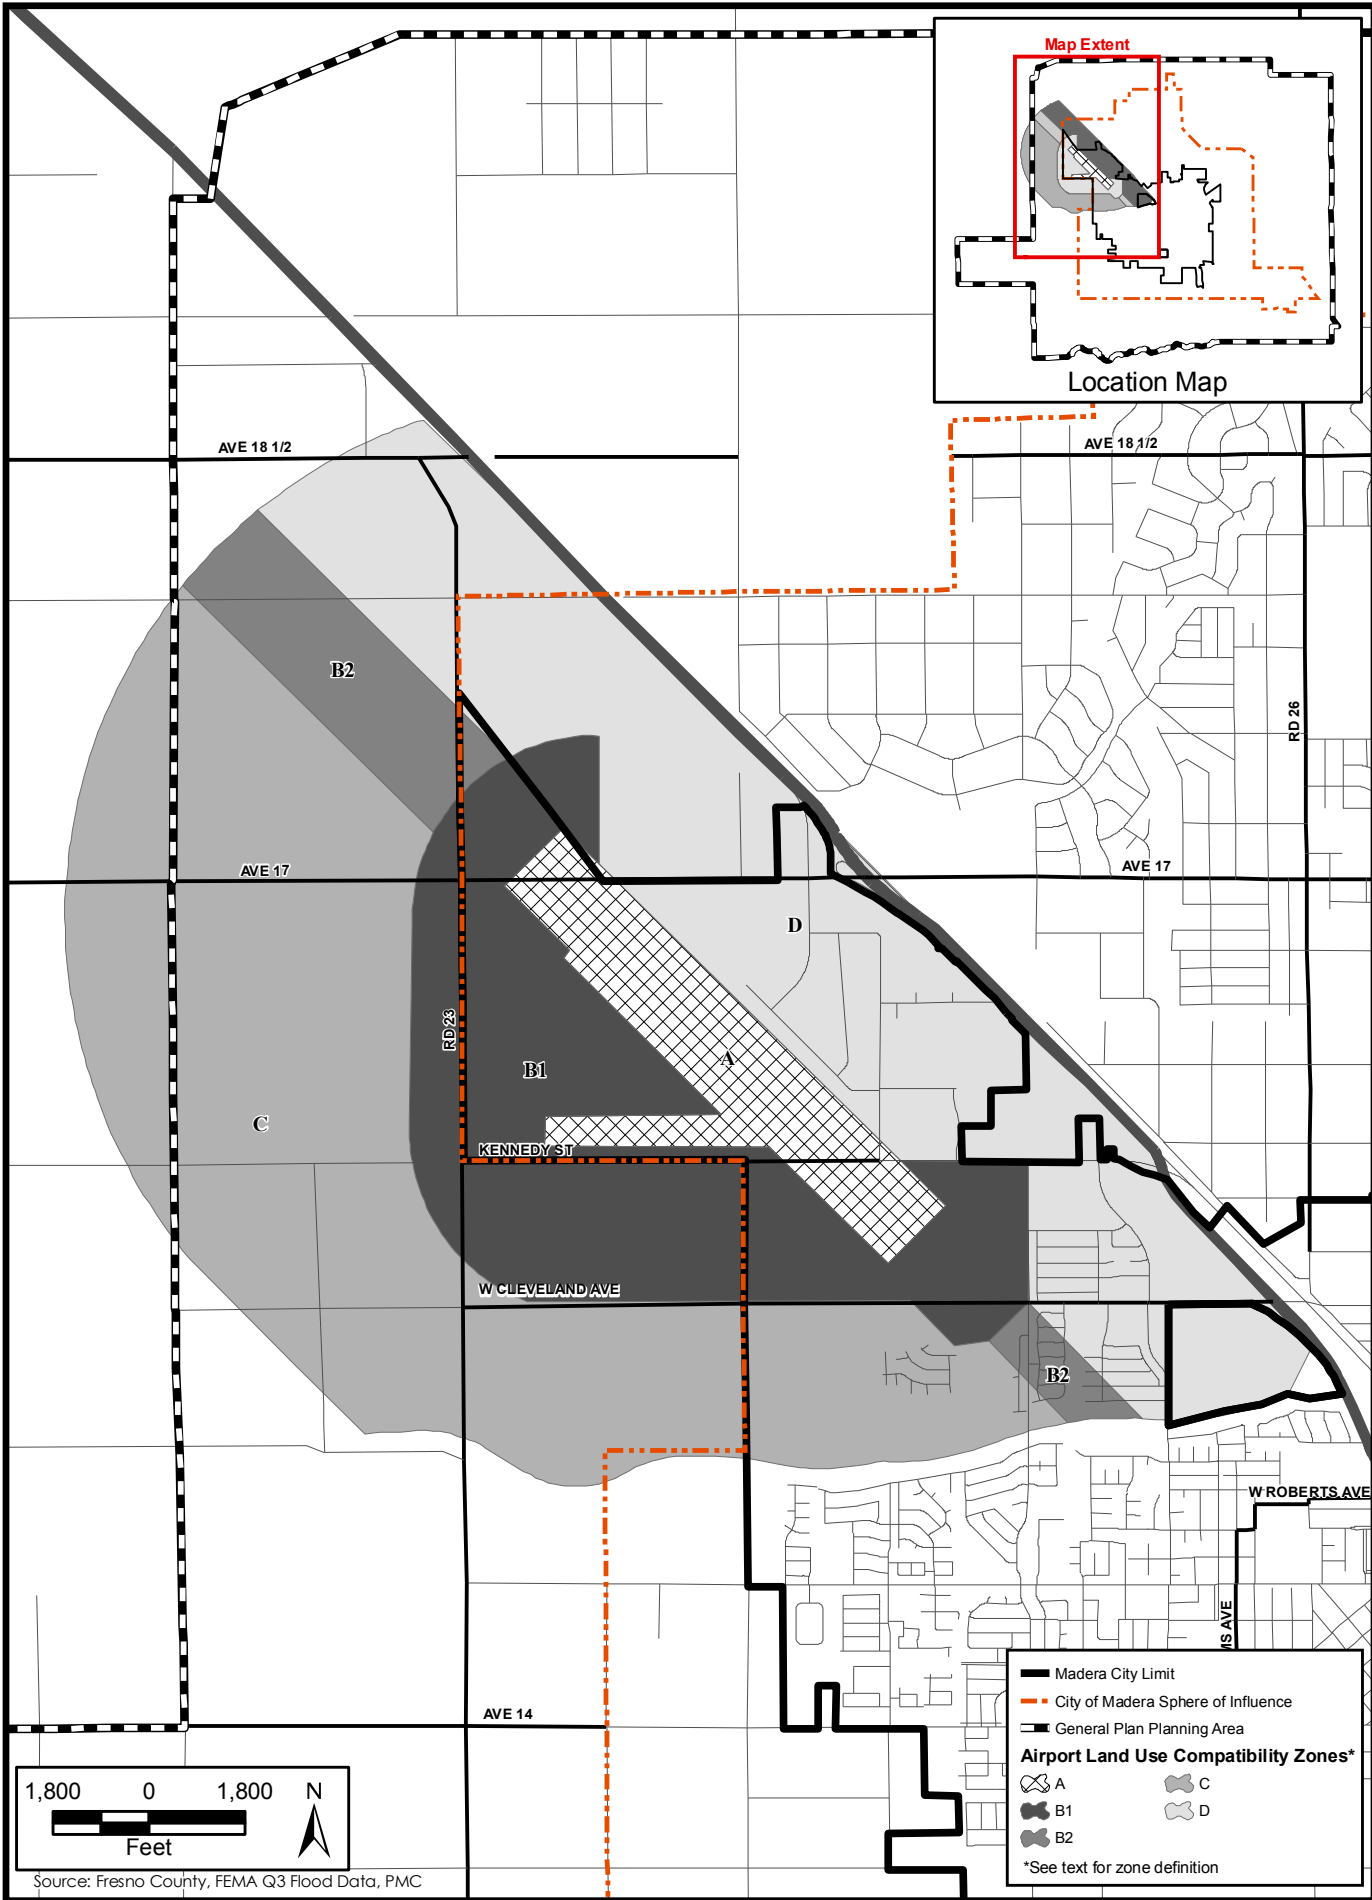 Map Extent
Location Map
AVE 18 1/2
AVE 18 1/2
B2
RD 26
AVE 17
AVE 17
D
RD 23
A
B1
C
KENNEDY ST
W CLEVELAND AVE
B2
W ROBERTS AVE
MS AVE
AVE 14
Madera City Limit
City of Madera Sphere of Influence
General Plan Planning Area
Airport Land Use Compatibility Zones*
A C
B1 D
B2
*See text for zone definition
1,800 0 1,800 N
Feet
Source: Fresno County, FEMA Q3 Flood Data, PMC